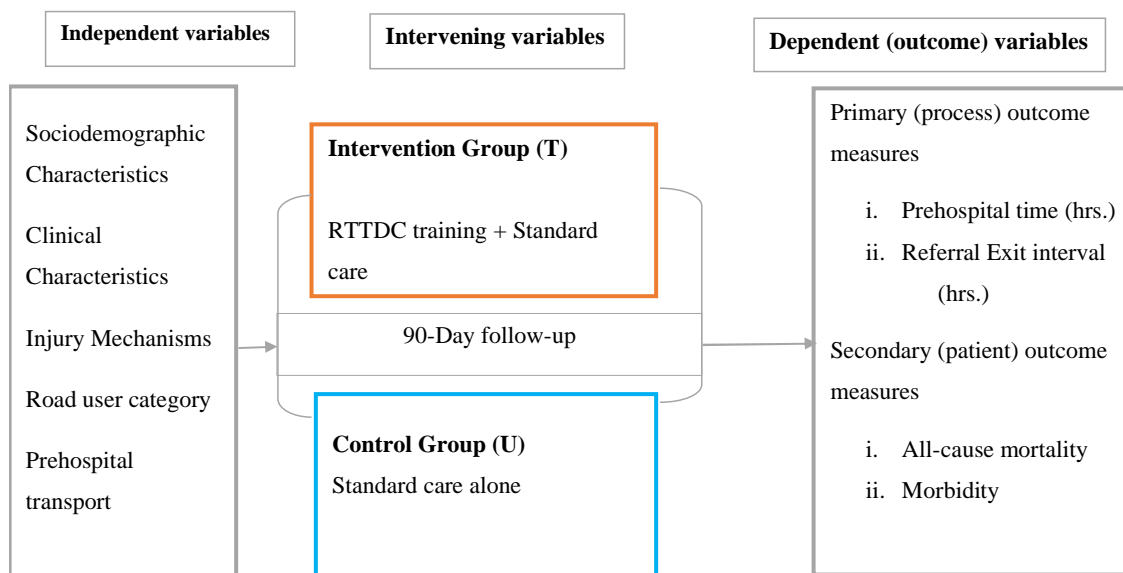 Independent variables
Intervening variables
Dependent (outcome) variables
Sociodemographic
Characteristics
Clinical
Characteristics
Injury Mechanisms
Road user category
Prehospital
transport
Intervention Group (T)
RTTDC training + Standard
care
90-Day follow-up
Control Group (U)
Standard care alone
Primary (process) outcome
measures
i. Prehospital time (hrs.)
ii. Referral Exit interval
(hrs.)
Secondary (patient) outcome
measures
i. All-cause mortality
ii. Morbidity